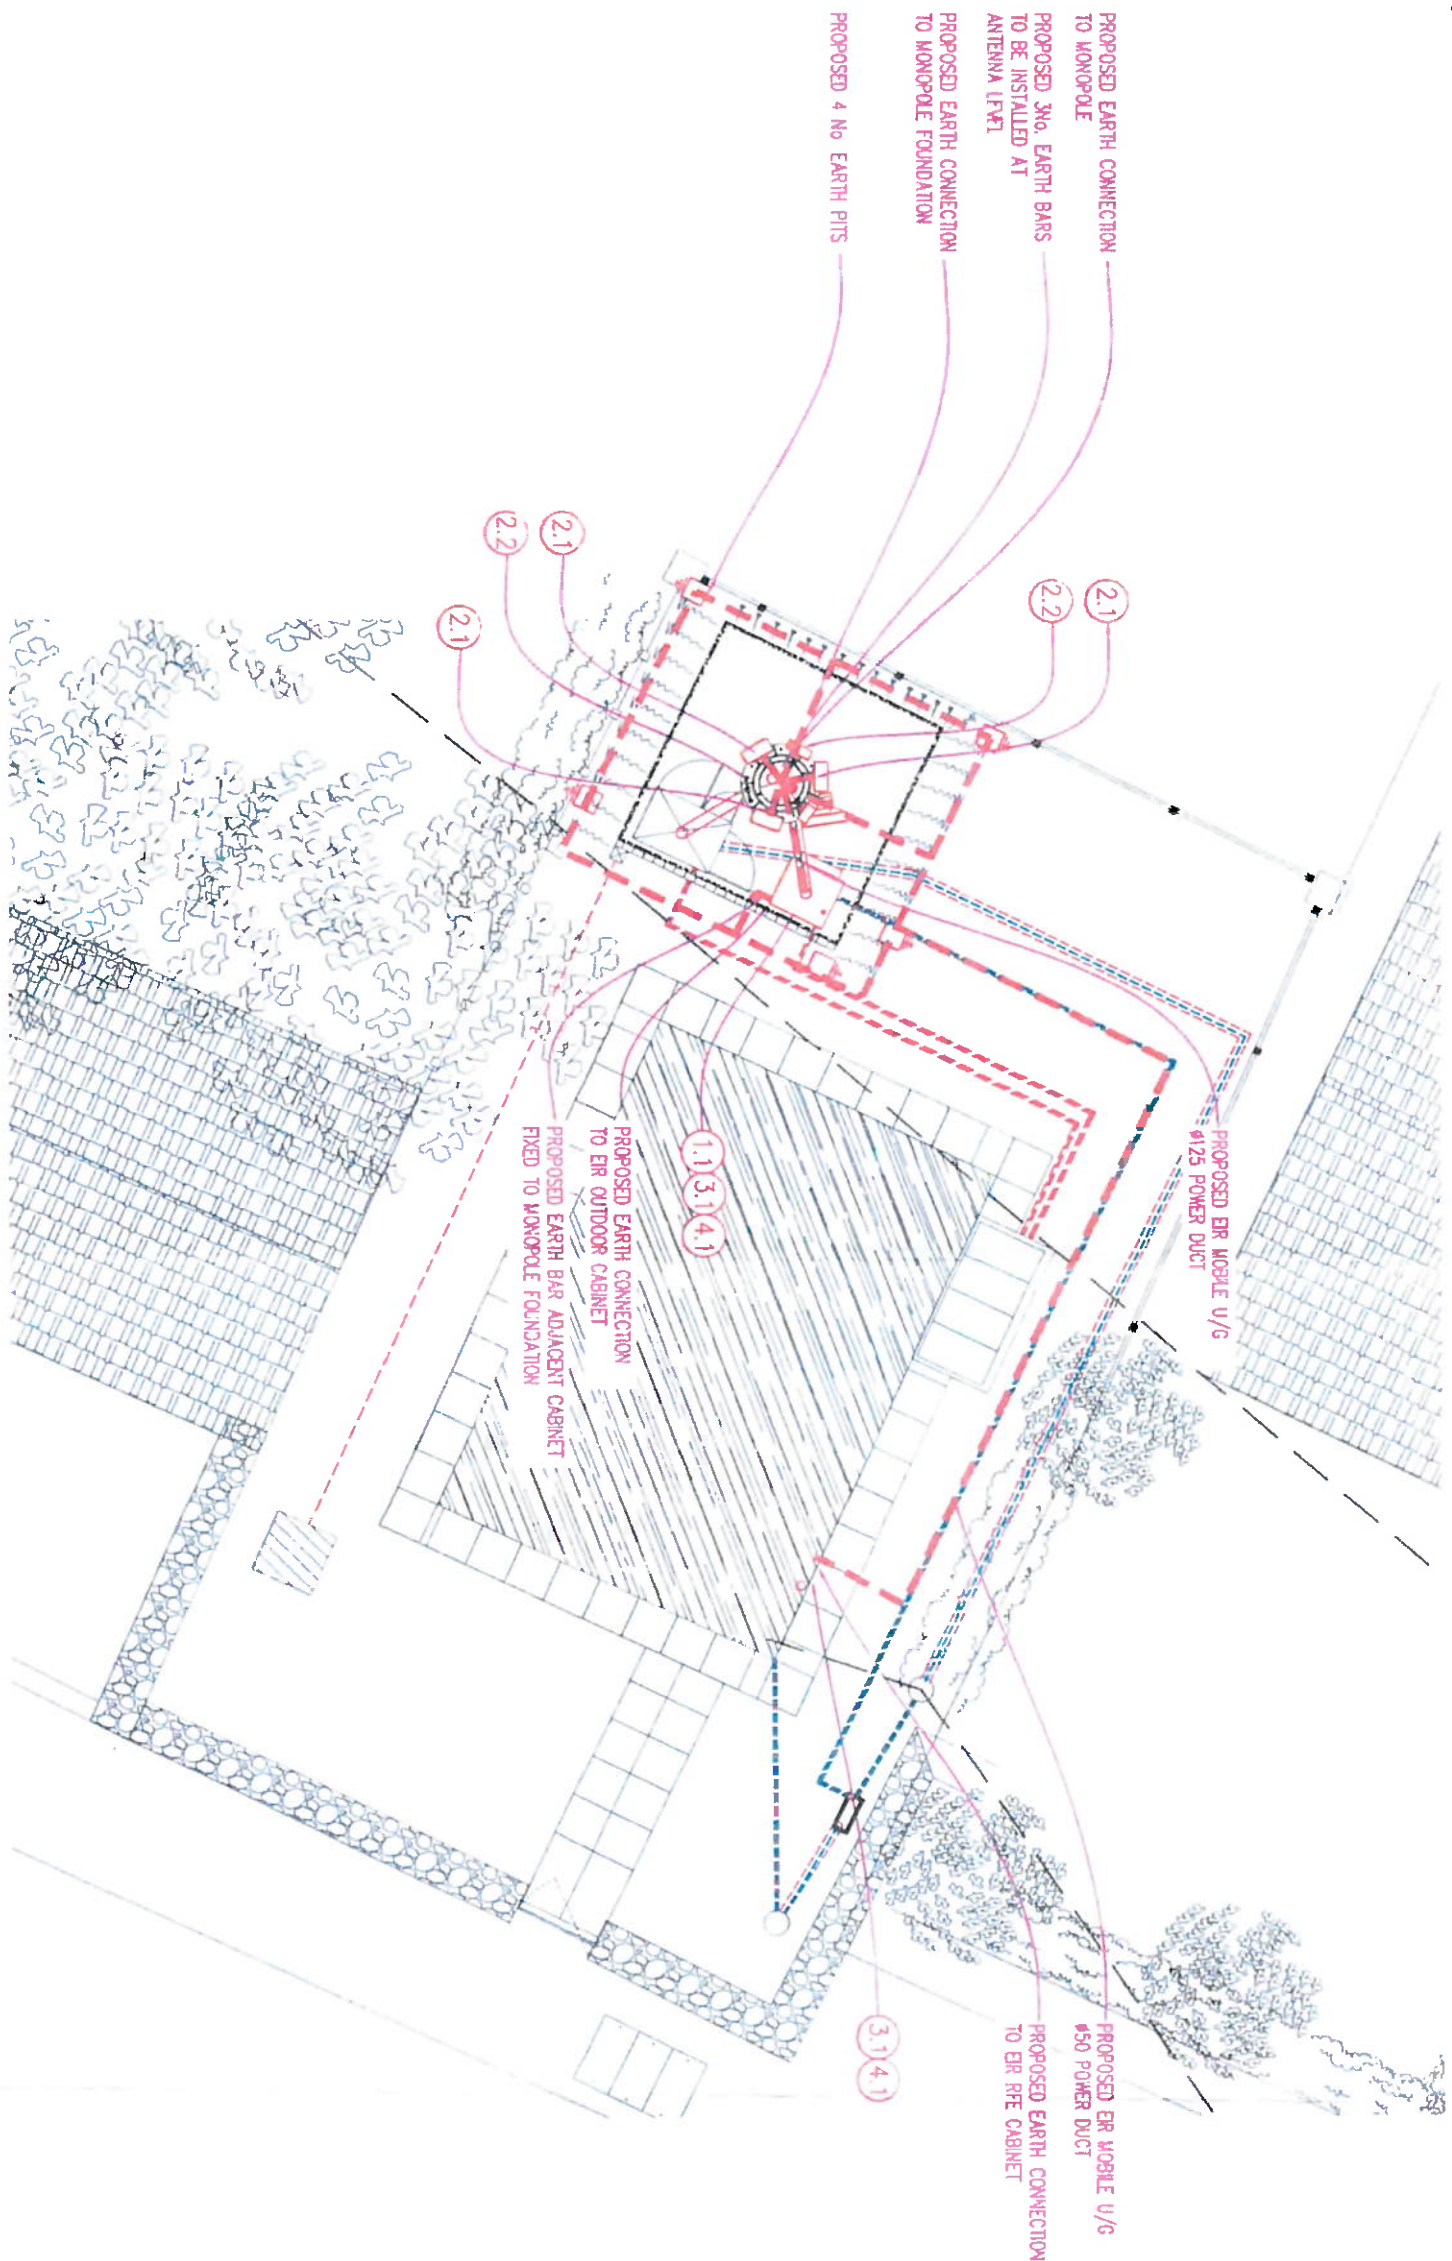 PROPOSED EARTH CONNECTION
TO MONOPOLE
PROPOSED 3No. EARTH BARS
TO BE INSTALLED AT
ANTENNA LEVEL
PROPOSED EARTH CONNECTION
TO MONOPOLE FOUNDATION
PROPOSED 4 No EARTH PITS
2.1
2.2
2.1
2.2
2.1
PROPOSED EIR MOBILE U/G
ø125 POWER DUCT
1.1 3.1 4.1
PROPOSED EARTH CONNECTION
TO EIR OUTDOOR CABINET
PROPOSED EARTH BAR ADJACENT CABINET
FIXED TO MONOPOLE FOUNDATION
PROPOSED EIR MOBILE U/G
ø50 POWER DUCT
PROPOSED EARTH CONNECTION
TO EIR RFE CABINET
3.1 4.1